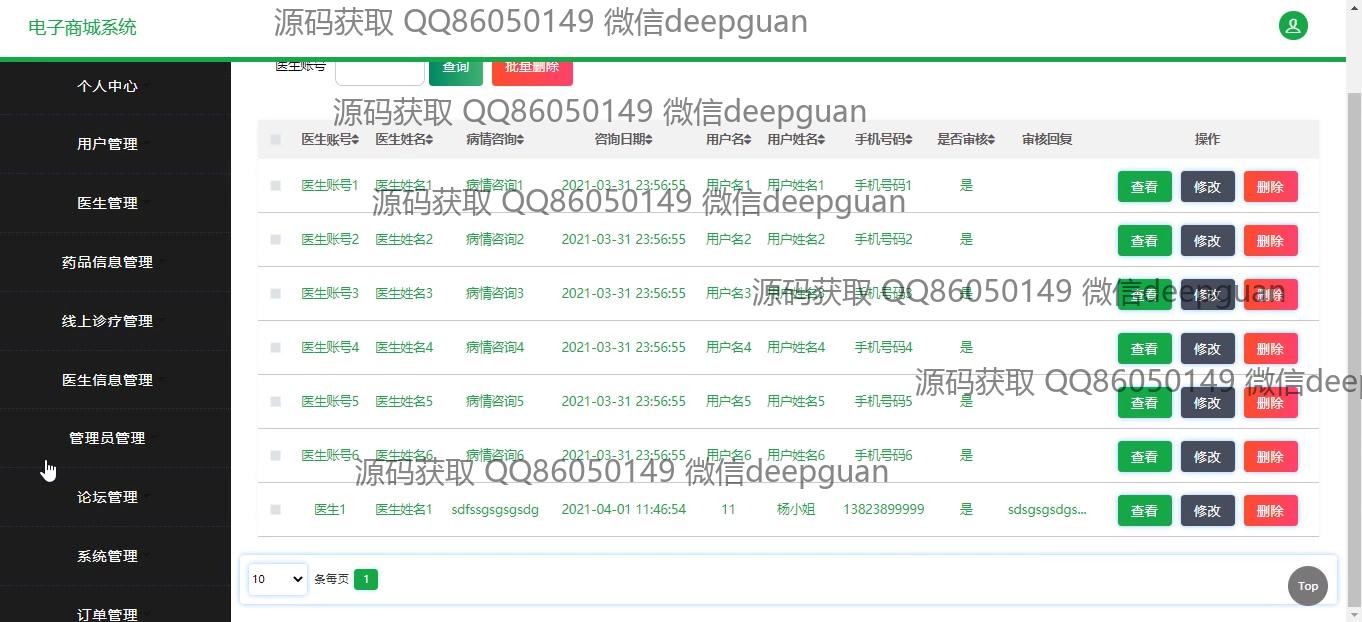 电子商城系统
源码获取 QQ86050149 微信deepguan
医生账号 查询 批量删除
源码获取 QQ86050149 微信deepguan
医生账号 医生姓名 病情咨询 咨询日期 用户名 用户姓名 手机号码 是否审核 审核回复 操作
医生账号1 医生姓名1 病情咨询1 2021-03-31 23:56:55 用户名1 用户姓名1 手机号码1 是 查看 修改 删除
源码获取 QQ86050149 微信deepguan
医生账号2 医生姓名2 病情咨询2 2021-03-31 23:56:55 用户名2 用户姓名2 手机号码2 是 查看 修改 删除
医生账号3 医生姓名3 病情咨询3 2021-03-31 23:56:55 用户名3 用户姓名3 手机号码3 是 查看 修改 删除
源码获取 QQ86050149 微信deepguan
医生账号4 医生姓名4 病情咨询4 2021-03-31 23:56:55 用户名4 用户姓名4 手机号码4 是 查看 修改 删除
源码获取 QQ86050149 微信deep
医生账号5 医生姓名5 病情咨询5 2021-03-31 23:56:55 用户名5 用户姓名5 手机号码5 是 查看 修改 删除
医生账号6 医生姓名6 病情咨询6 2021-03-31 23:56:55 用户名6 用户姓名6 手机号码6 是 查看 修改 删除
源码获取 QQ86050149 微信deepguan
医生1 医生姓名1 sdfssgsgsgsdg 2021-04-01 11:46:54 11 杨小姐 13823899999 是 sdsgsgsdgs... 查看 修改 删除
10 条每页 1
Top
个人中心
用户管理
医生管理
药品信息管理
线上诊疗管理
医生信息管理
管理员管理
论坛管理
系统管理
订单管理